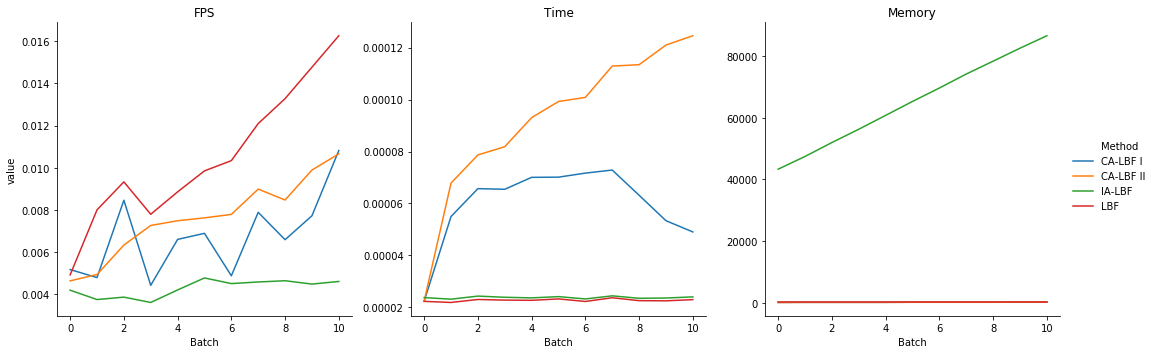 FPS
value
0.016
0.014
0.012
0.010
0.008
0.006
0.004
0 2 4 6 8 10
Batch
Time
0.00012
0.00010
0.00008
0.00006
0.00004
0.00002
0 2 4 6 8 10
Batch
Memory
80000
60000
40000
20000
0
0 2 4 6 8 10
Batch
Method
CA-LBF I
CA-LBF II
IA-LBF
LBF